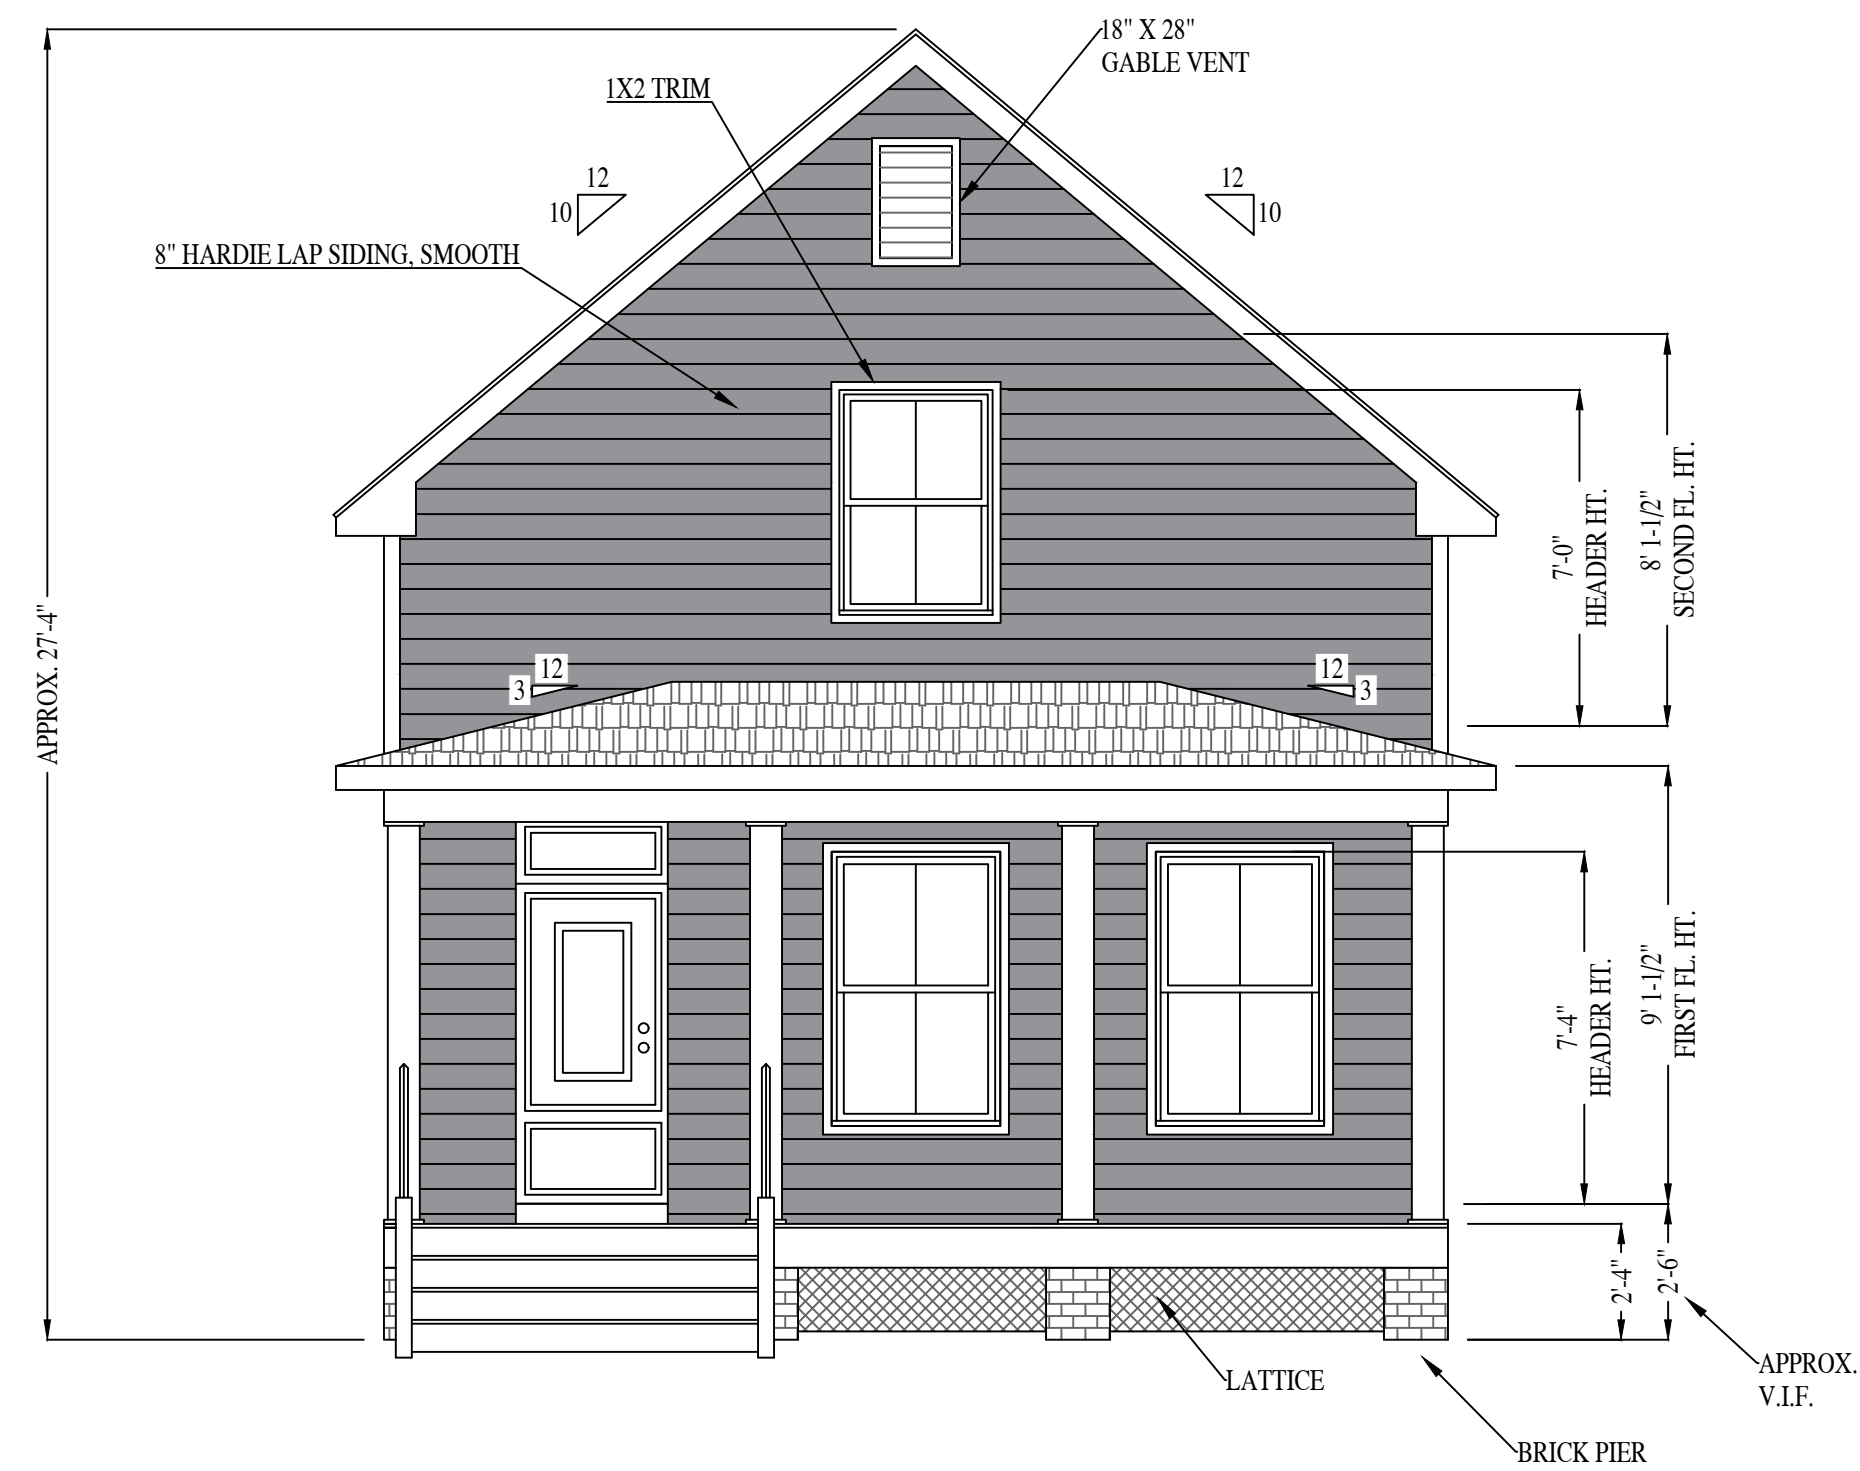 18" X 28"
GABLE VENT
1X2 TRIM
12
10
12
10
8" HARDIE LAP SIDING, SMOOTH
APPROX. 27'-4"
7'-0"
HEADER HT.
8' 1-1/2"
SECOND FL. HT.
12
3
12
3
7'-4"
HEADER HT.
9' 1-1/2"
FIRST FL. HT.
2'-4"
2'-6"
LATTICE
APPROX.
V.I.F.
BRICK PIER